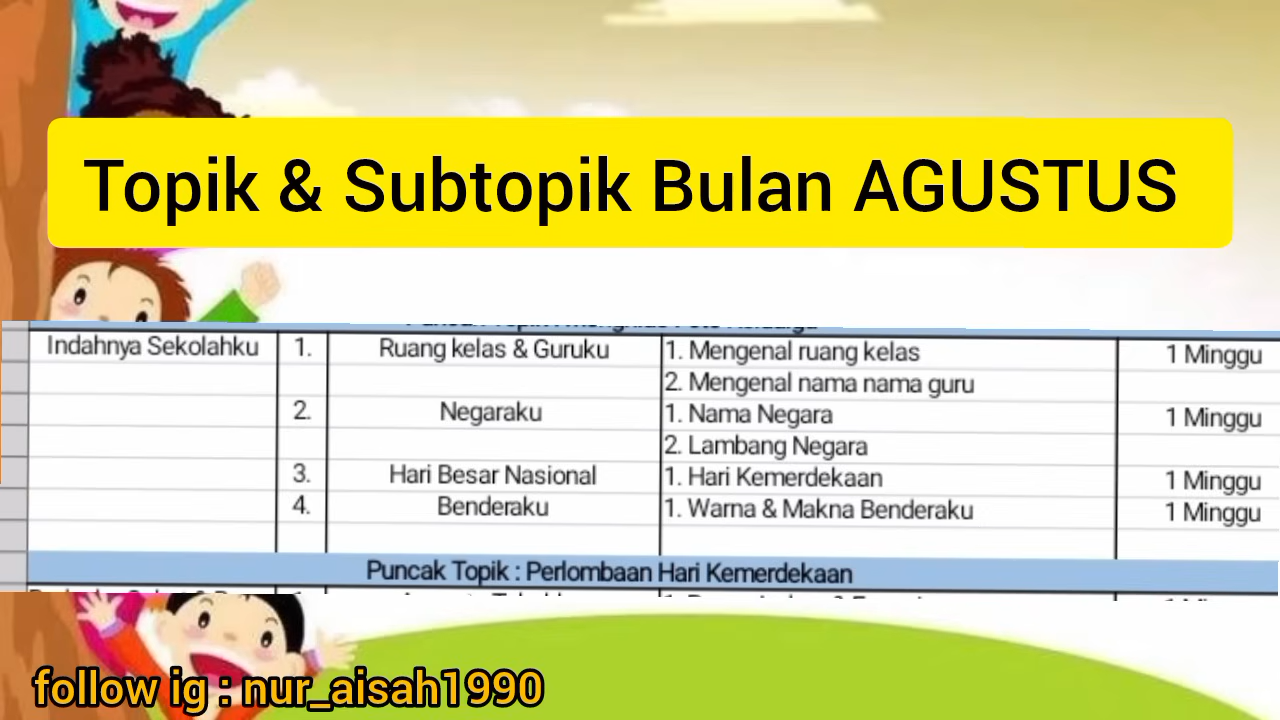 Topik & Subtopik Bulan AGUSTUS
Indahnya Sekolahku 1. Ruang kelas & Guruku 1. Mengenal ruang kelas 1 Minggu
2. Mengenal nama nama guru
2. Negaraku 1. Nama Negara 1 Minggu
2. Lambang Negara
3. Hari Besar Nasional 1. Hari Kemerdekaan 1 Minggu
4. Benderaku 1. Warna & Makna Benderaku 1 Minggu
Puncak Topik : Perlombaan Hari Kemerdekaan
follow ig : nur_aisah1990